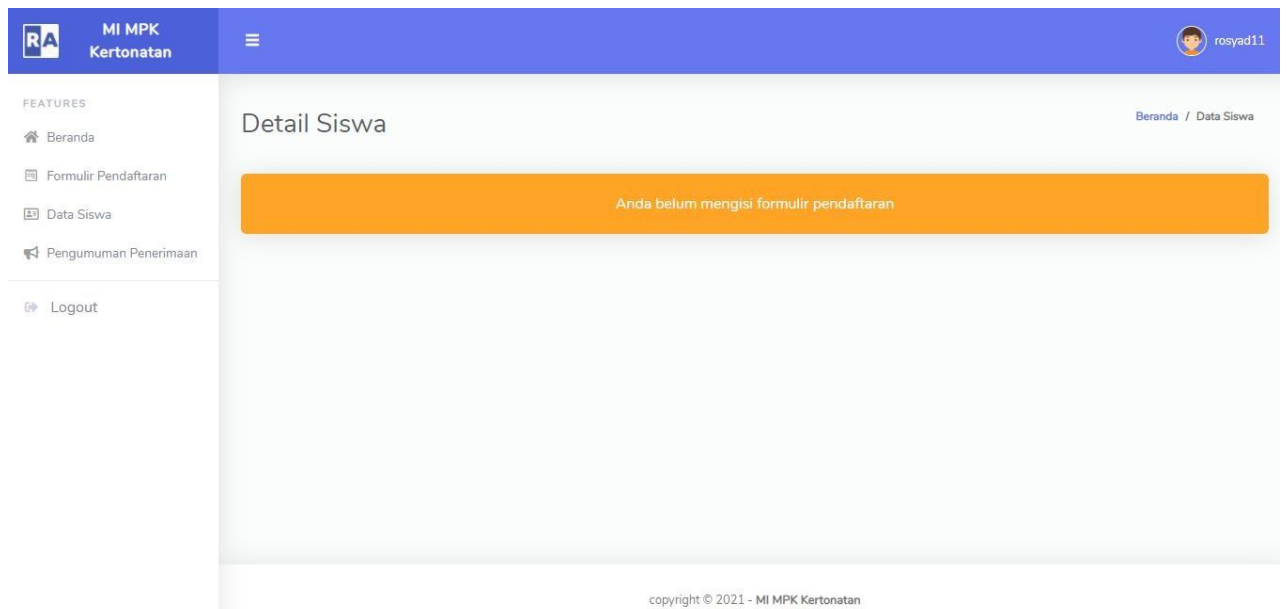 RA
MI MPK
Kertonatan
rosyad11
FEATURES
Beranda
Formulir Pendaftaran
Data Siswa
Pengumuman Penerimaan
Logout
Detail Siswa
Beranda / Data Siswa
Anda belum mengisi formulir pendaftaran
copyright © 2021 - MI MPK Kertonatan